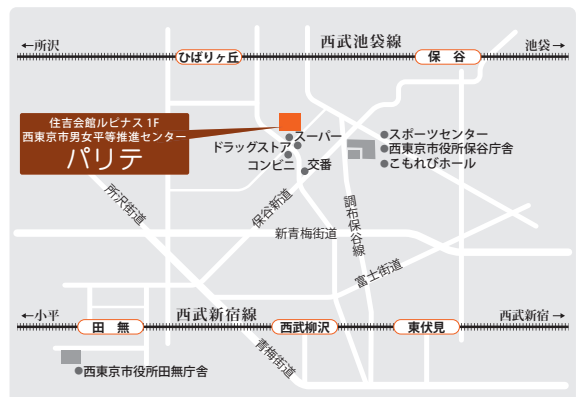 ←所沢
西武池袋線
池袋→
ひばりヶ丘
保谷
住吉会館ルピナス1F
西東京市男女平等推進センター
パリテ
スーパー
ドラッグストア
コンビニ
交番
スポーツセンター
西東京市役所保谷庁舎
こもれびホール
所沢街道
保谷新道
調布保谷線
新青梅街道
富士街道
←小平
西武新宿線
西武新宿→
田無
西武柳沢
東伏見
青梅街道
西東京市役所田無庁舎